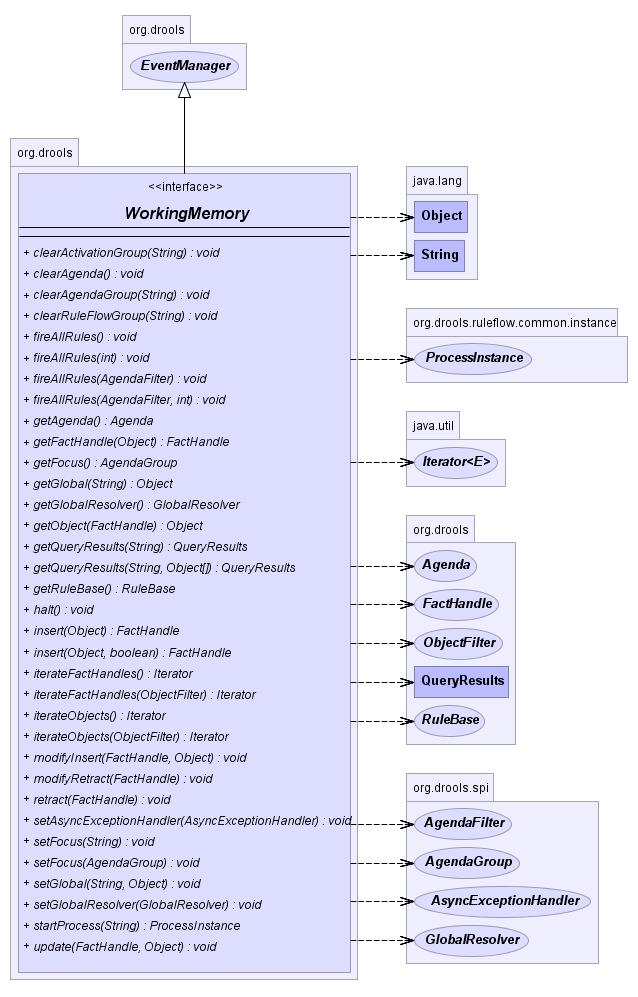 org.drools
EventManager
org.drools
<<interface>>
WorkingMemory
+ clearActivationGroup(String) : void
+ clearAgenda() : void
+ clearAgendaGroup(String) : void
+ clearRuleFlowGroup(String) : void
+ fireAllRules() : void
+ fireAllRules(int) : void
+ fireAllRules(AgendaFilter) : void
+ fireAllRules(AgendaFilter, int) : void
+ getAgenda() : Agenda
+ getFactHandle(Object) : FactHandle
+ getFocus() : AgendaGroup
+ getGlobal(String) : Object
+ getGlobalResolver() : GlobalResolver
+ getObject(FactHandle) : Object
+ getQueryResults(String) : QueryResults
+ getQueryResults(String, Object[]) : QueryResults
+ getRuleBase() : RuleBase
+ halt() : void
+ insert(Object) : FactHandle
+ insert(Object, boolean) : FactHandle
+ iterateFactHandles() : Iterator
+ iterateFactHandles(ObjectFilter) : Iterator
+ iterateObjects() : Iterator
+ iterateObjects(ObjectFilter) : Iterator
+ modifyInsert(FactHandle, Object) : void
+ modifyRetract(FactHandle) : void
+ retract(FactHandle) : void
+ setAsyncExceptionHandler(AsyncExceptionHandler) : void
+ setFocus(String) : void
+ setFocus(AgendaGroup) : void
+ setGlobal(String, Object) : void
+ setGlobalResolver(GlobalResolver) : void
+ startProcess(String) : ProcessInstance
+ update(FactHandle, Object) : void
java.lang
Object
String
org.drools.ruleflow.common.instance
ProcessInstance
java.util
Iterator<E>
org.drools
Agenda
FactHandle
ObjectFilter
QueryResults
RuleBase
org.drools.spi
AgendaFilter
AgendaGroup
AsyncExceptionHandler
GlobalResolver